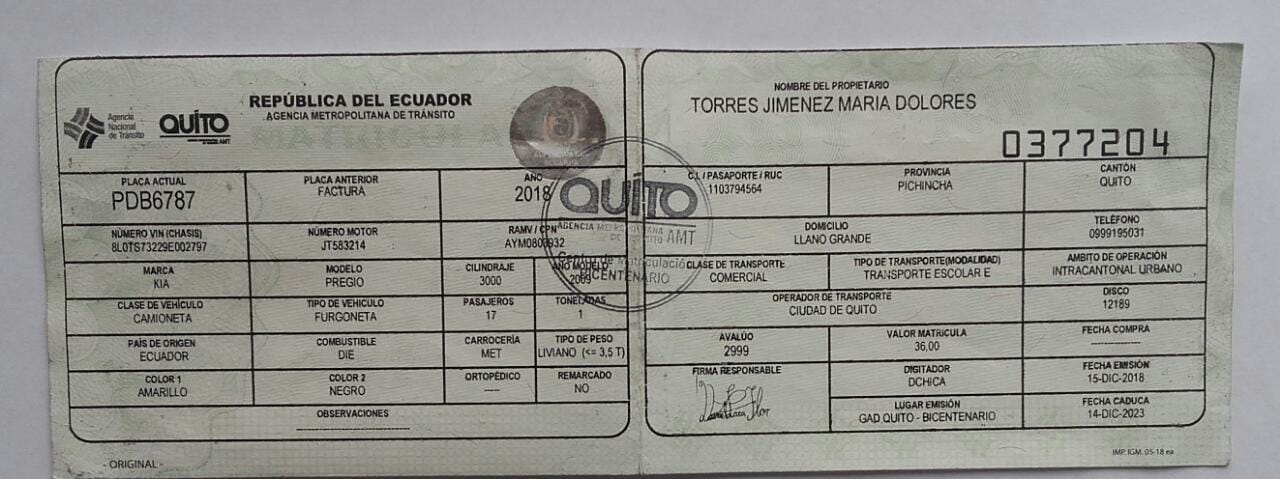 REPÚBLICA DEL ECUADOR
AGENCIA METROPOLITANA DE TRÁNSITO
Agencia
Nacional
de Tránsito
QUITO
AMT
MATRICULA
PLACA ACTUAL
PDB6787
PLACA ANTERIOR
FACTURA
AÑO
2018
NÚMERO VIN (CHASIS)
8L0TS73229E002797
NÚMERO MOTOR
JT583214
RAMV / CPN
MARCA
KIA
MODELO
PREGIO
CILINDRAJE
3000
AÑO MODELO
2009
CLASE DE VEHÍCULO
CAMIONETA
TIPO DE VEHICULO
FURGONETA
PASAJEROS
17
TONELADAS
1
PAÍS DE ORIGEN
ECUADOR
COMBUSTIBLE
DIE
CARROCERÍA
MET
TIPO DE PESO
LIVIANO (<= 3,5 T)
COLOR 1
AMARILLO
COLOR 2
NEGRO
ORTOPÉDICO
-----
REMARCADO
NO
OBSERVACIONES
- ORIGINAL -
QUITO
AGENCIA METROPOLITANA
DE TRÁNSITO AMT
Centro de Matriculación
BICENTENARIO
NOMBRE DEL PROPIETARIO
TORRES JIMENEZ MARIA DOLORES
0377204
C.I. / PASAPORTE / RUC
1103794564
PROVINCIA
PICHINCHA
CANTÓN
QUITO
DOMICILIO
LLANO GRANDE
TELÉFONO
0999195031
CLASE DE TRANSPORTE
COMERCIAL
TIPO DE TRANSPORTE(MODALIDAD)
TRANSPORTE ESCOLAR E
AMBITO DE OPERACIÓN
INTRACANTONAL URBANO
OPERADOR DE TRANSPORTE
CIUDAD DE QUITO
DISCO
12189
AVALÚO
2999
VALOR MATRICULA
36,00
FECHA COMPRA
FIRMA RESPONSABLE
DIGITADOR
DCHICA
FECHA EMISIÓN
15-DIC-2018
LUGAR EMISIÓN
GAD QUITO - BICENTENARIO
FECHA CADUCA
14-DIC-2023
IMP. IGM. 05-18 ea